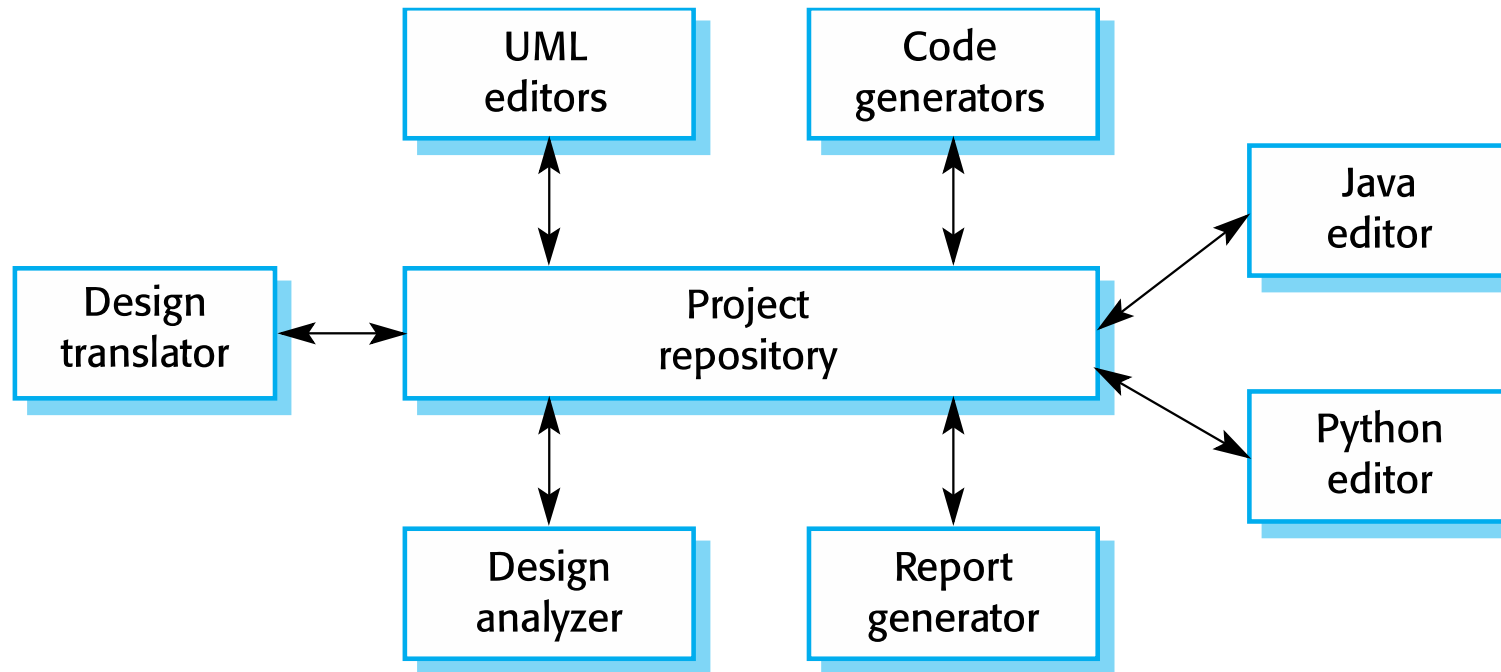 UML
editors
Code
generators
Java
editor
Design
translator
Project
repository
Python
editor
Design
analyzer
Report
generator